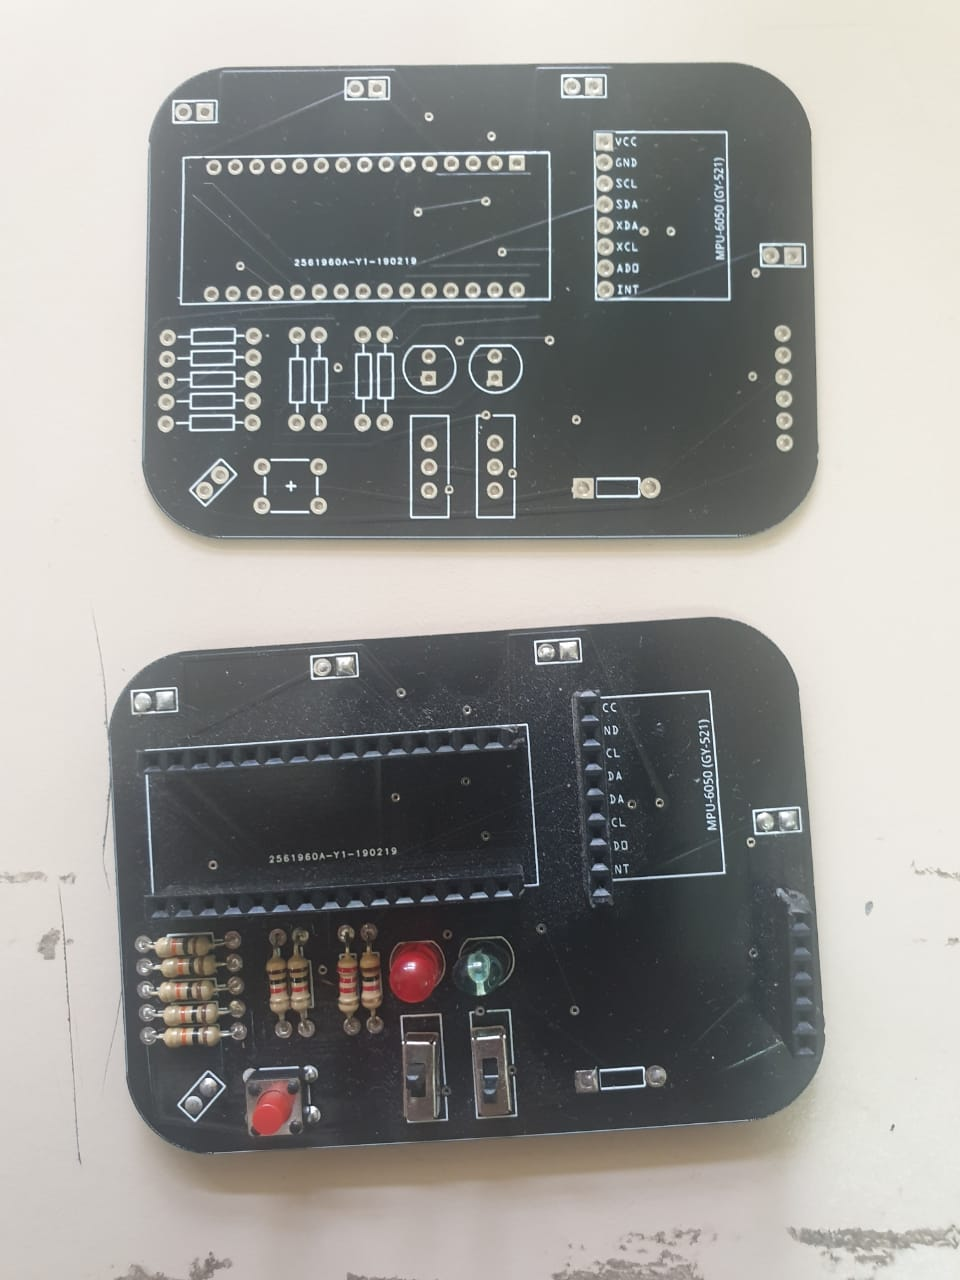 VCC
GND
SCL
SDA
XDA
XCL
AD0
INT
MPU-6050 (GY-521)
2561960A-Y1-190219
+
CC
ND
CL
DA
DA
CL
D0
NT
MPU-6050 (GY-521)
2561960A-Y1-190219